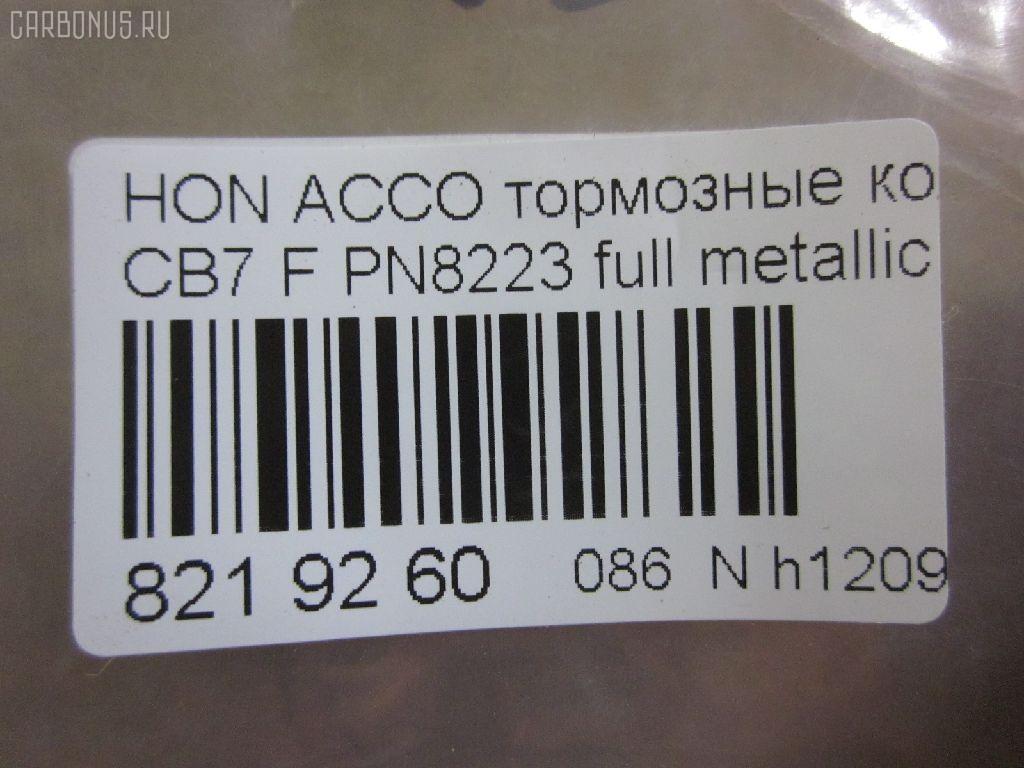 CARBONUS.RU
HON ACCO тормозные ко
CB7 F PN8223 full metallic
821 92 60 086 N h1209